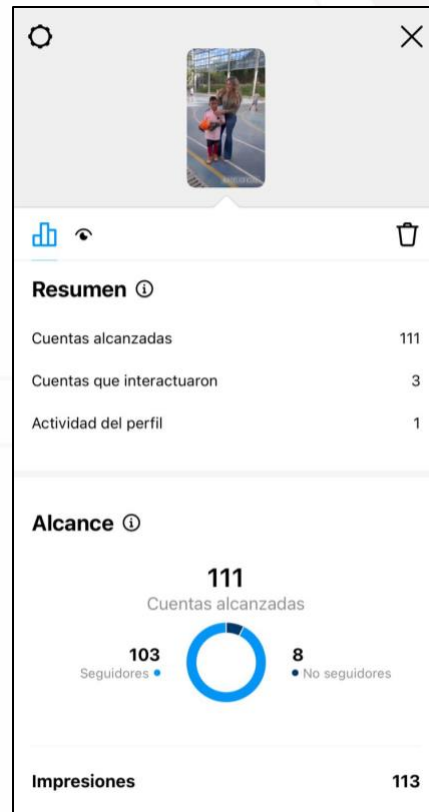 Resumen
Cuentas alcanzadas 111
Cuentas que interactuaron 3
Actividad del perfil 1
Alcance
111
Cuentas alcanzadas
103
Seguidores
8
No seguidores
Impresiones 113